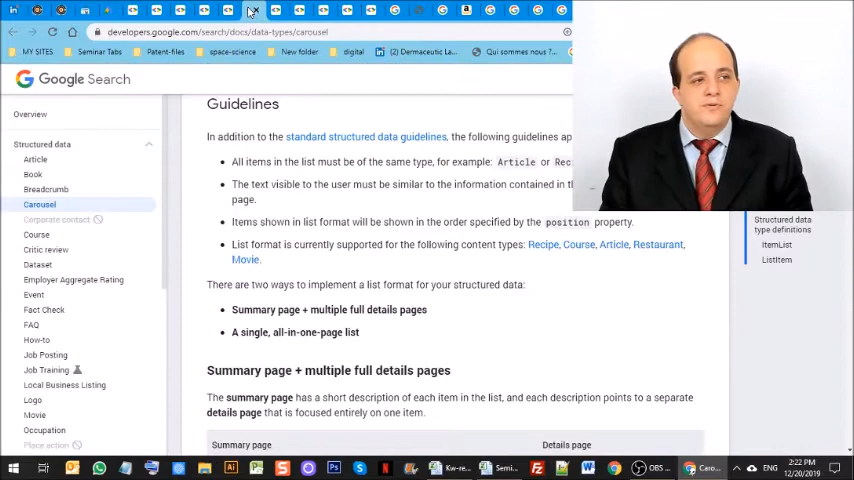 developers.google.com/search/docs/data-types/carousel
MY SITES
Seminar Tabs
Patent-files
space-science
New folder
digital
(2) Dermaceutic La...
Qui sommes nous ?...
Google Search
Overview
Structured data
Article
Book
Breadcrumb
Carousel
Corporate contact
Course
Critic review
Dataset
Employer Aggregate Rating
Event
Fact Check
FAQ
How-to
Job Posting
Job Training
Local Business Listing
Logo
Movie
Occupation
Place action
Guidelines
In addition to the standard structured data guidelines, the following guidelines ap
All items in the list must be of the same type, for example: Article or Rec
The text visible to the user must be similar to the information contained in the
page.
Items shown in list format will be shown in the order specified by the position property.
List format is currently supported for the following content types: Recipe, Course, Article, Restaurant,
Movie.
There are two ways to implement a list format for your structured data:
Summary page + multiple full details pages
A single, all-in-one-page list
Summary page + multiple full details pages
The summary page has a short description of each item in the list, and each description points to a separate
details page that is focused entirely on one item.
Summary page
Details page
Structured data
type definitions
ItemList
ListItem
Kw-re...
Semi...
OBS ...
Caro...
ENG
2:22 PM
12/20/2019